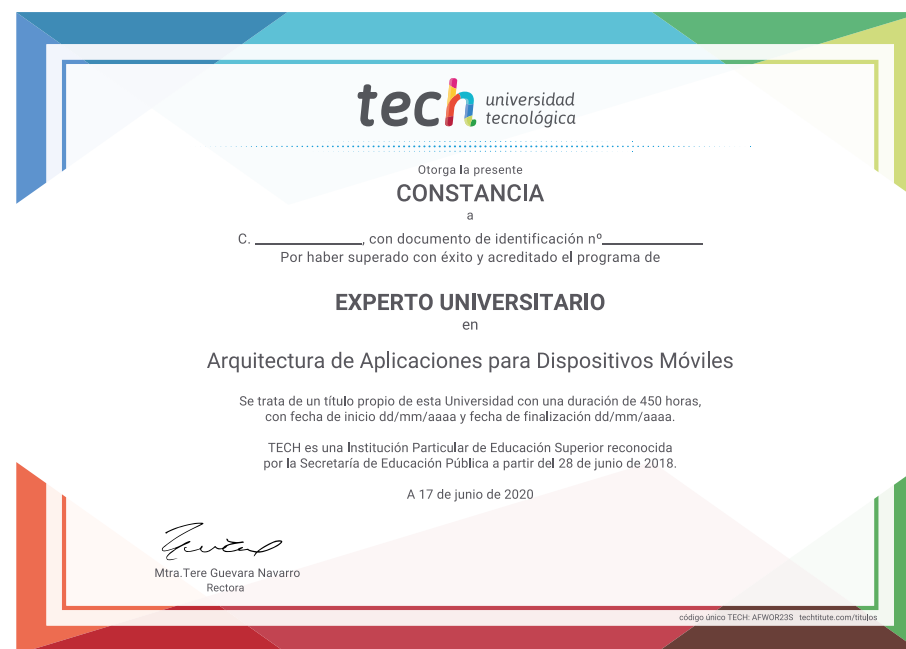 tech universidad
tecnológica
Otorga la presente
CONSTANCIA
a
C. ______________, con documento de identificación nº_____________
Por haber superado con éxito y acreditado el programa de
EXPERTO UNIVERSITARIO
en
Arquitectura de Aplicaciones para Dispositivos Móviles
Se trata de un título propio de esta Universidad con una duración de 450 horas,
con fecha de inicio dd/mm/aaaa y fecha de finalización dd/mm/aaaa.
TECH es una Institución Particular de Educación Superior reconocida
por la Secretaría de Educación Pública a partir del 28 de junio de 2018.
A 17 de junio de 2020
Mtra.Tere Guevara Navarro
Rectora
código único TECH: AFWOR23S techtitute.com/titulos